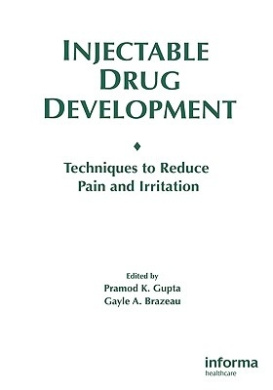 INJECTABLE
DRUG
DEVELOPMENT
Techniques to Reduce
Pain and Irritation
Edited by
Pramod K. Gupta
Gayle A. Brazeau
informa
healthcare